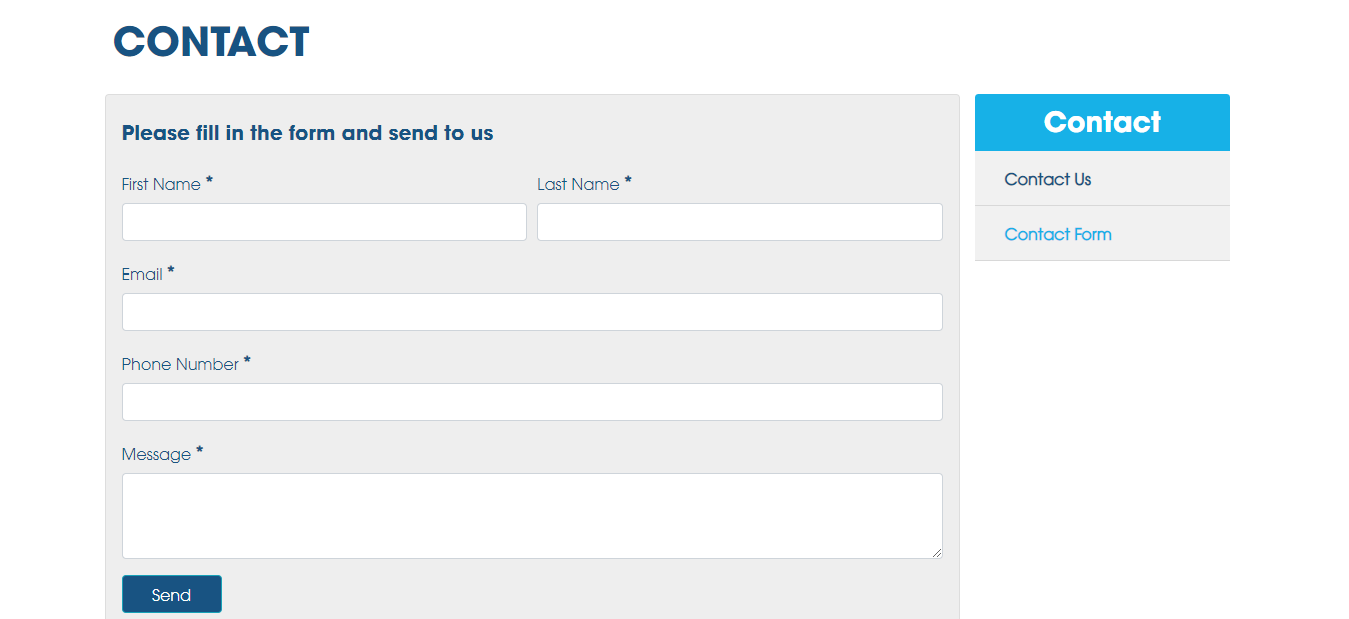 CONTACT
Please fill in the form and send to us
First Name *
Last Name *
Email *
Phone Number *
Message *
Send
Contact
Contact Us
Contact Form